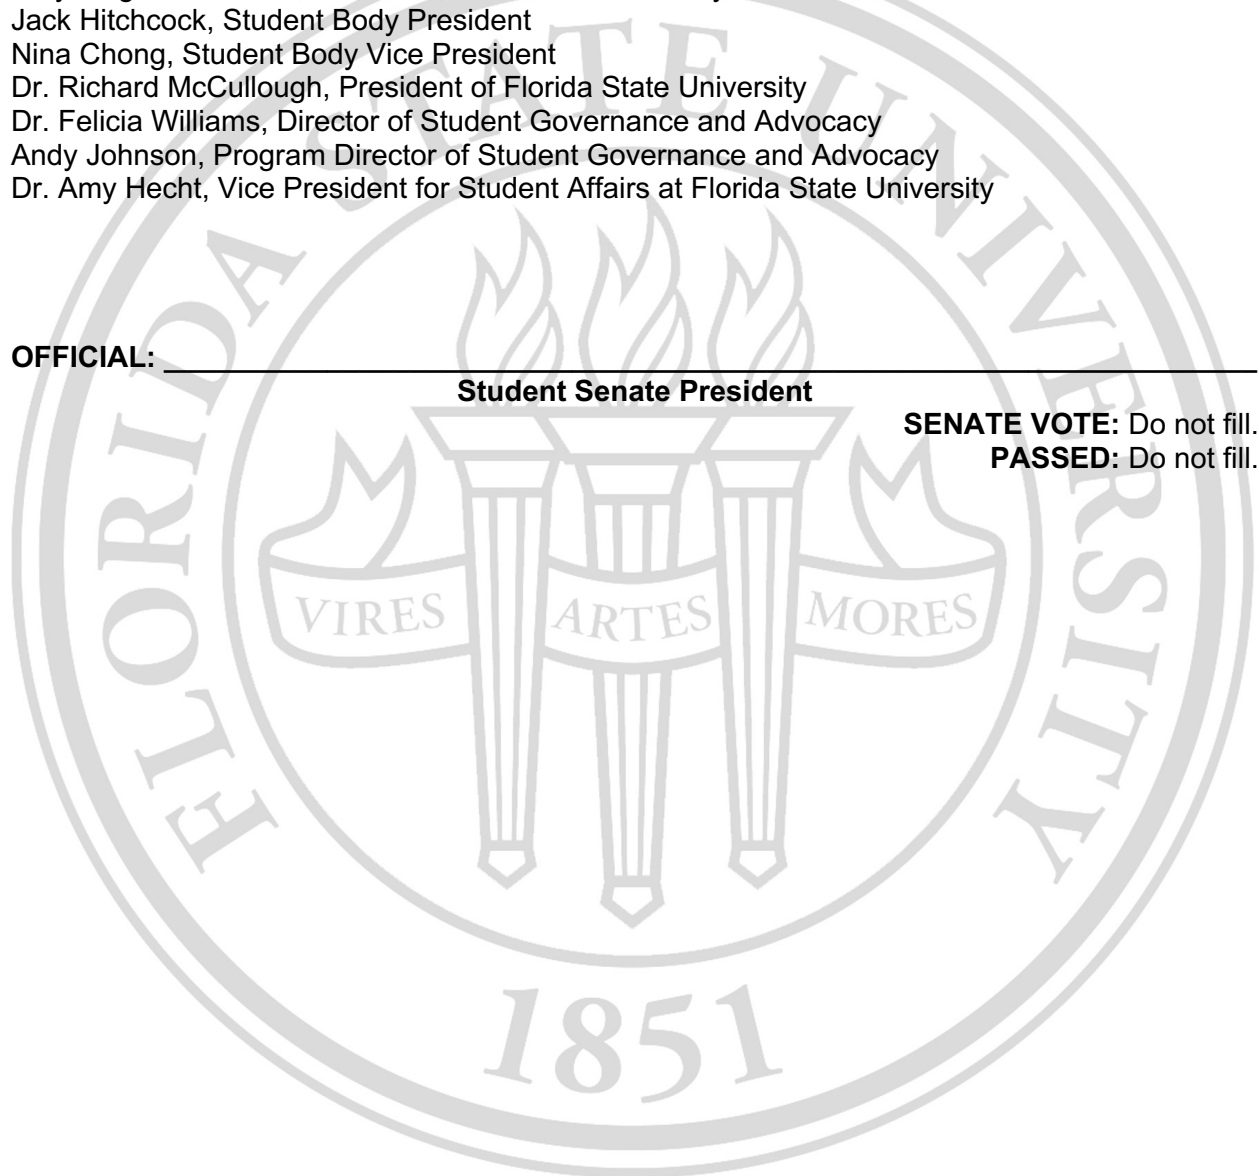 Jack Hitchcock, Student Body President
Nina Chong, Student Body Vice President
Dr. Richard McCullough, President of Florida State University
Dr. Felicia Williams, Director of Student Governance and Advocacy
Andy Johnson, Program Director of Student Governance and Advocacy
Dr. Amy Hecht, Vice President for Student Affairs at Florida State University
OFFICIAL:
Student Senate President
SENATE VOTE: Do not fill.
PASSED: Do not fill.
FLORIDA STATE UNIVERSITY
VIRES ARTES MORES
1851